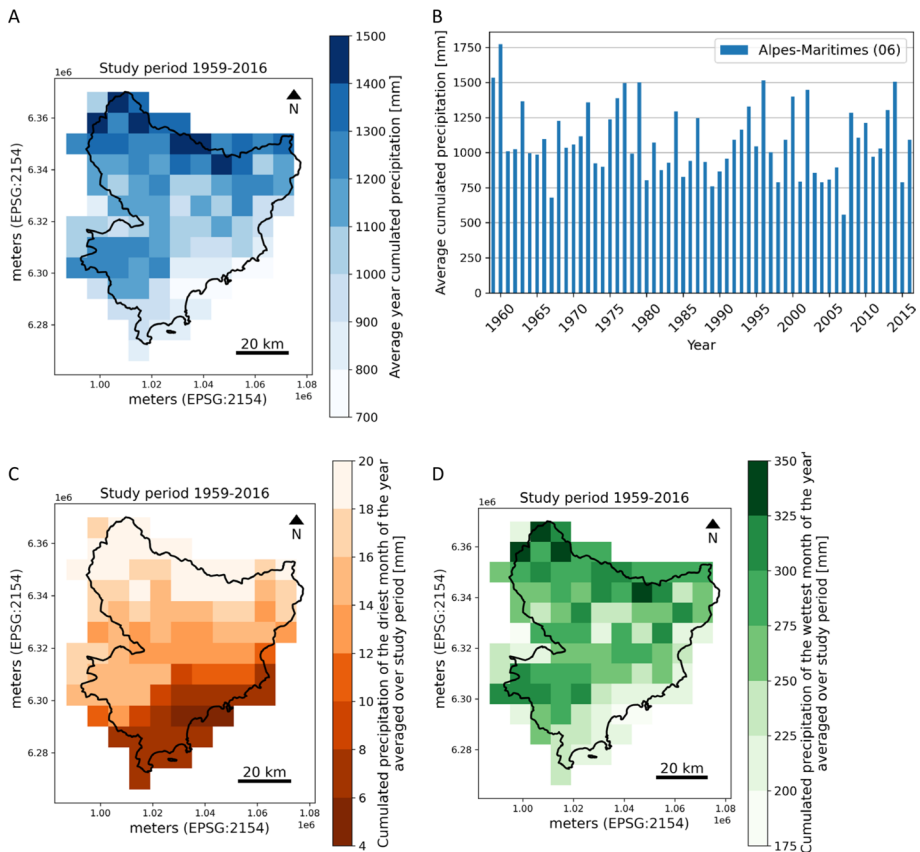 A
Study period 1959-2016
1e6
N
6.36
6.34
6.32
6.30
6.28
meters (EPSG:2154)
20 km
1.00
1.02
1.04
1.06
1.08
meters (EPSG:2154)
1e6
1500
1400
1300
1200
1100
1000
900
800
700
Average year cumulated precipitation [mm]
B
Alpes-Maritimes (06)
1750
1500
1250
1000
750
500
250
0
Average cumulated precipitation [mm]
1960
1965
1970
1975
1980
1985
1990
1995
2000
2005
2010
2015
Year
C
Study period 1959-2016
1e6
N
6.36
6.34
6.32
6.30
6.28
meters (EPSG:2154)
20 km
1.00
1.02
1.04
1.06
1.08
meters (EPSG:2154)
1e6
20
18
16
14
12
10
8
6
4
Cumulated precipitation of the driest month of the year
averaged over study period [mm]
D
Study period 1959-2016
1e6
N
6.36
6.34
6.32
6.30
6.28
meters (EPSG:2154)
20 km
1.00
1.02
1.04
1.06
1.08
meters (EPSG:2154)
1e6
350
325
300
275
250
225
200
175
Cumulated precipitation of the wettest month of the year
averaged over study period [mm]